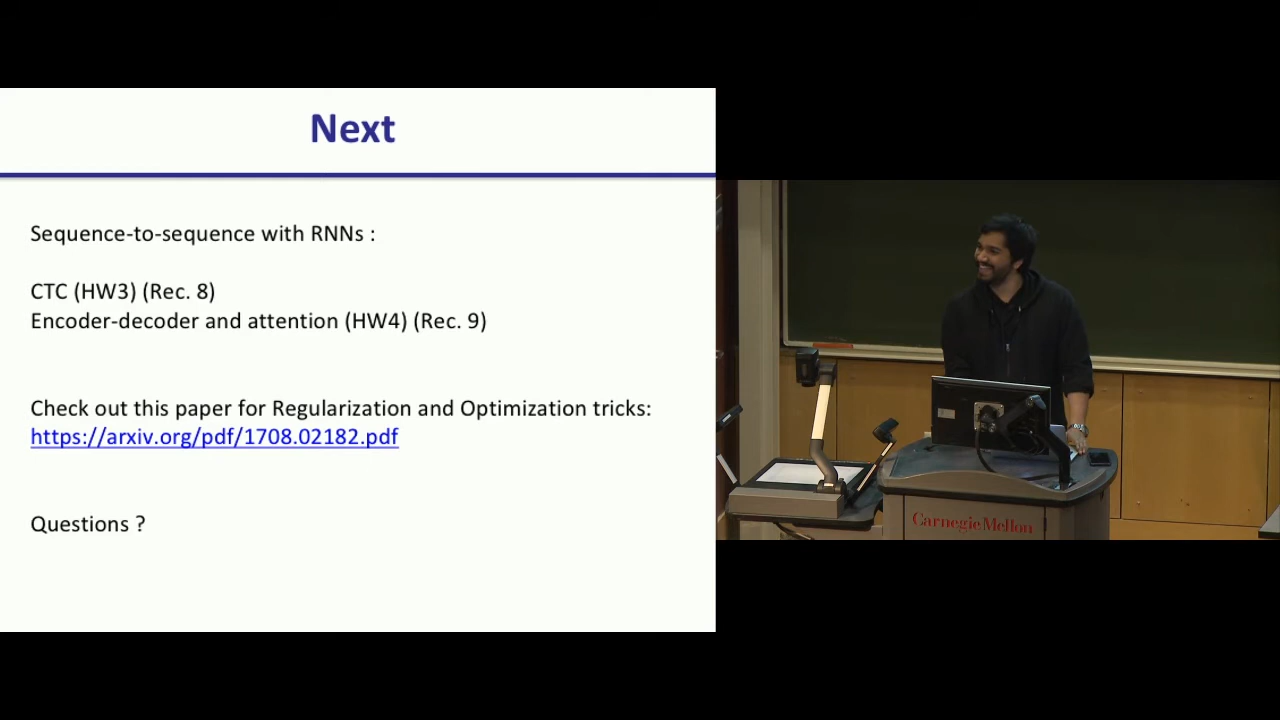 Next
Sequence-to-sequence with RNNs :
CTC (HW3) (Rec. 8)
Encoder-decoder and attention (HW4) (Rec. 9)
Check out this paper for Regularization and Optimization tricks:
https://arxiv.org/pdf/1708.02182.pdf
Questions ?
Carnegie Mellon